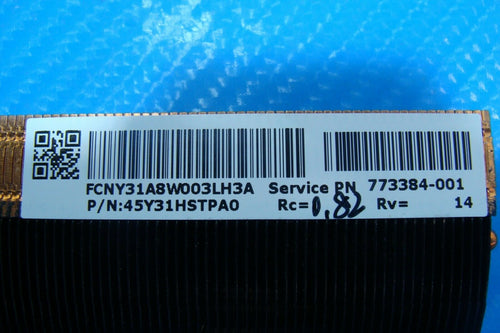 FCNY31A8W003LH3A Service PN 773384-001
P/N:45Y31HSTPA0 Rc=0.82 Rv= 14